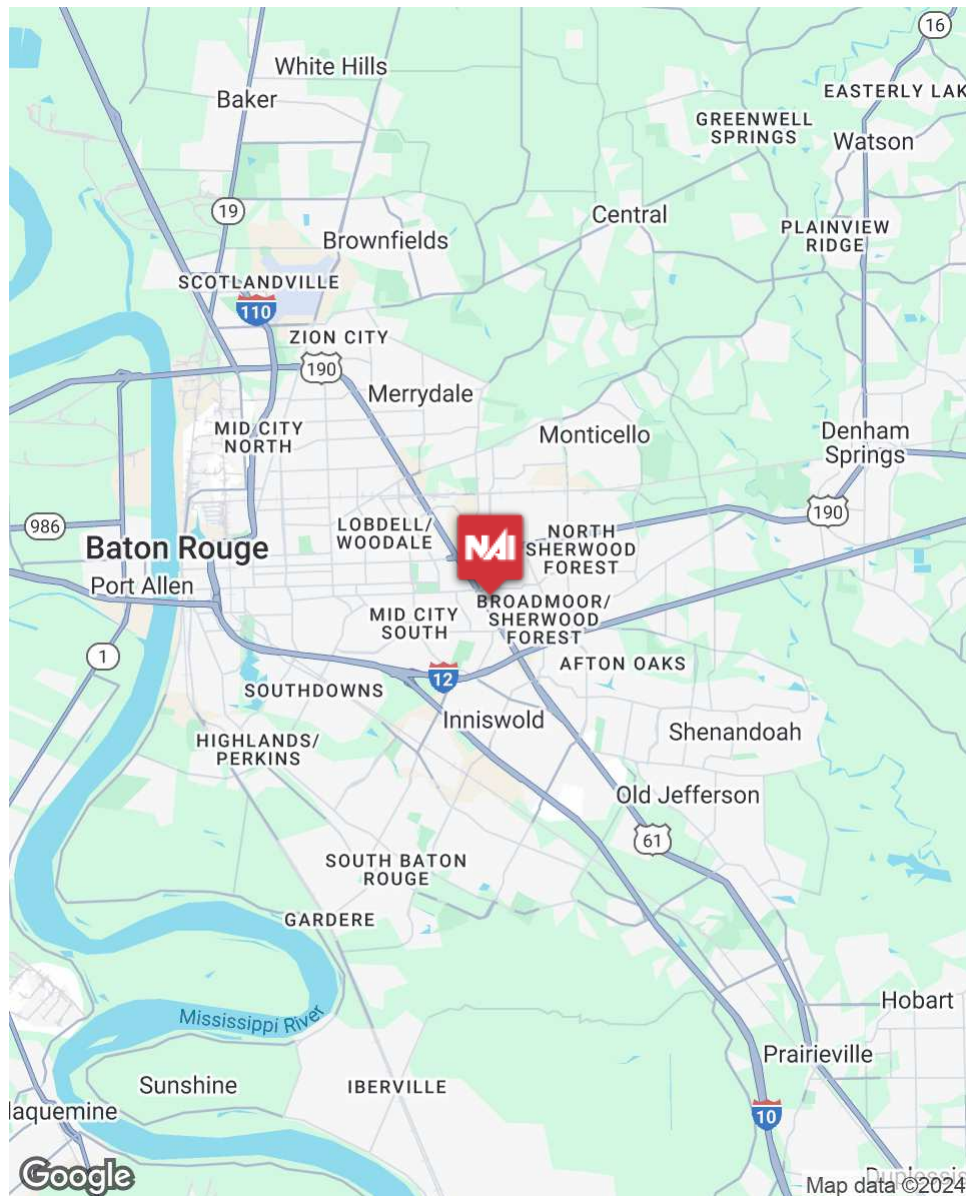 16
White Hills
Baker
EASTERLY LAK
GREENWELL
SPRINGS
Watson
19
Central
PLAINVIEW
RIDGE
Brownfields
SCOTLANDVILLE
110
ZION CITY
190
Merrydale
MID CITY
NORTH
Monticello
Denham
Springs
986
LOBDELL/
WOODALE
NAI
NORTH
SHERWOOD
FOREST
190
Baton Rouge
Port Allen
MID CITY
SOUTH
BROADMOOR/
SHERWOOD
FOREST
1
12
AFTON OAKS
SOUTHDOWNS
Inniswold
Shenandoah
HIGHLANDS/
PERKINS
Old Jefferson
61
SOUTH BATON
ROUGE
GARDERE
Mississippi River
Hobart
Prairieville
Sunshine
IBERVILLE
laquemine
10
Google
Duplessis
Map data ©2024